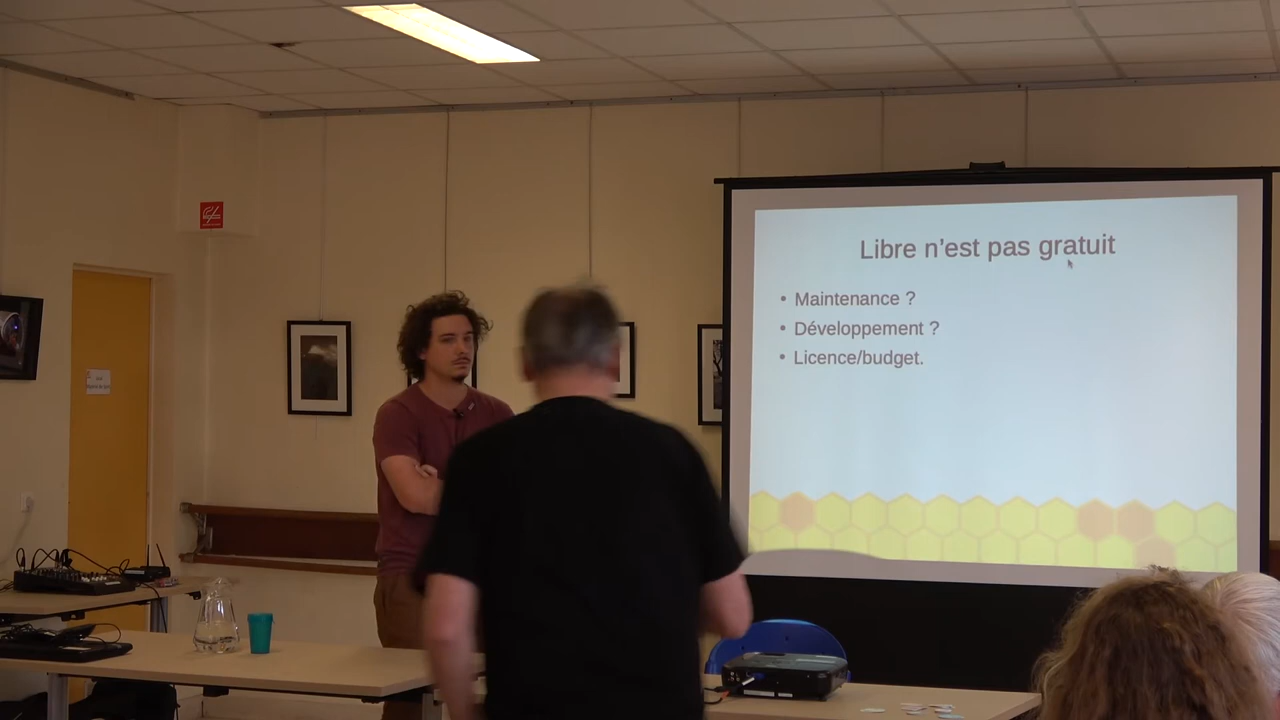 Libre n'est pas gratuit
• Maintenance ?
• Développement ?
• Licence/budget.